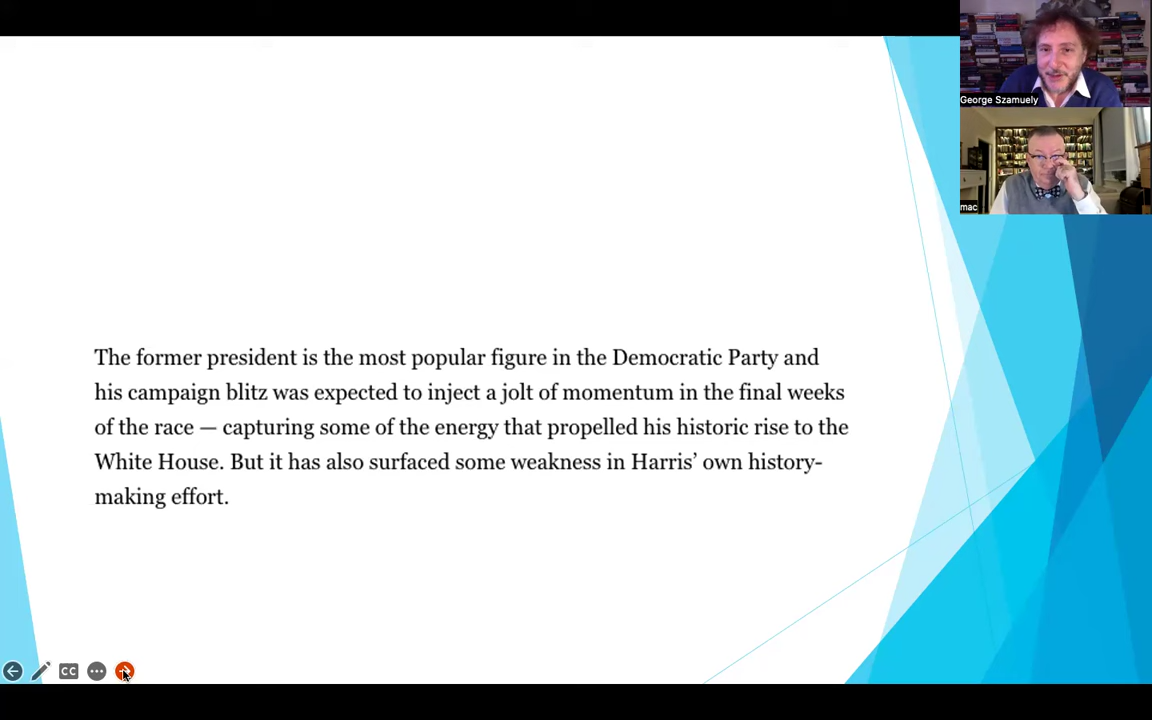 George Szamuely
mac
The former president is the most popular figure in the Democratic Party and
his campaign blitz was expected to inject a jolt of momentum in the final weeks
of the race — capturing some of the energy that propelled his historic rise to the
White House. But it has also surfaced some weakness in Harris’ own history-
making effort.
CC